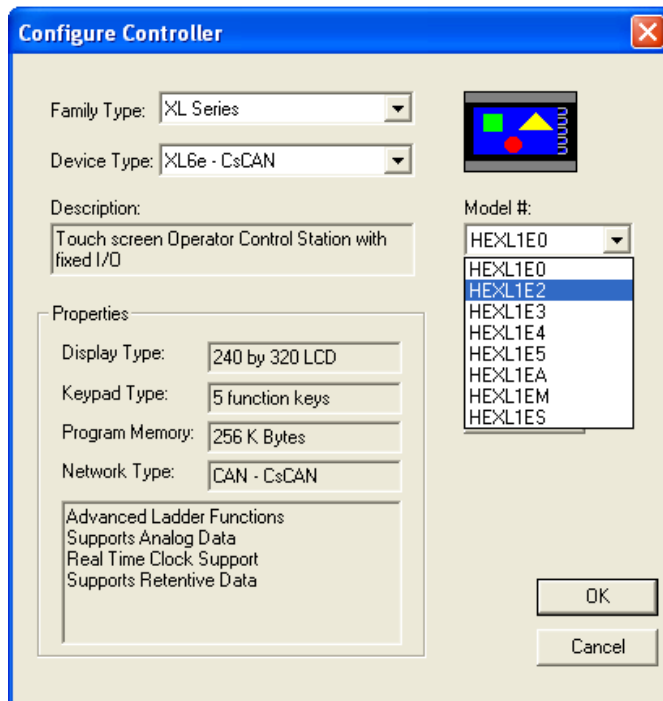 Configure Controller
Family Type: XL Series
Device Type: XL6e - CsCAN
Description:
Touch screen Operator Control Station with
fixed I/O
Model #:
HEXL1E0
HEXL1E0
HEXL1E2
HEXL1E3
HEXL1E4
HEXL1E5
HEXL1EA
HEXL1EM
HEXL1ES
Properties
Display Type: 240 by 320 LCD
Keypad Type: 5 function keys
Program Memory: 256 K Bytes
Network Type: CAN - CsCAN
Advanced Ladder Functions
Supports Analog Data
Real Time Clock Support
Supports Retentive Data
OK
Cancel